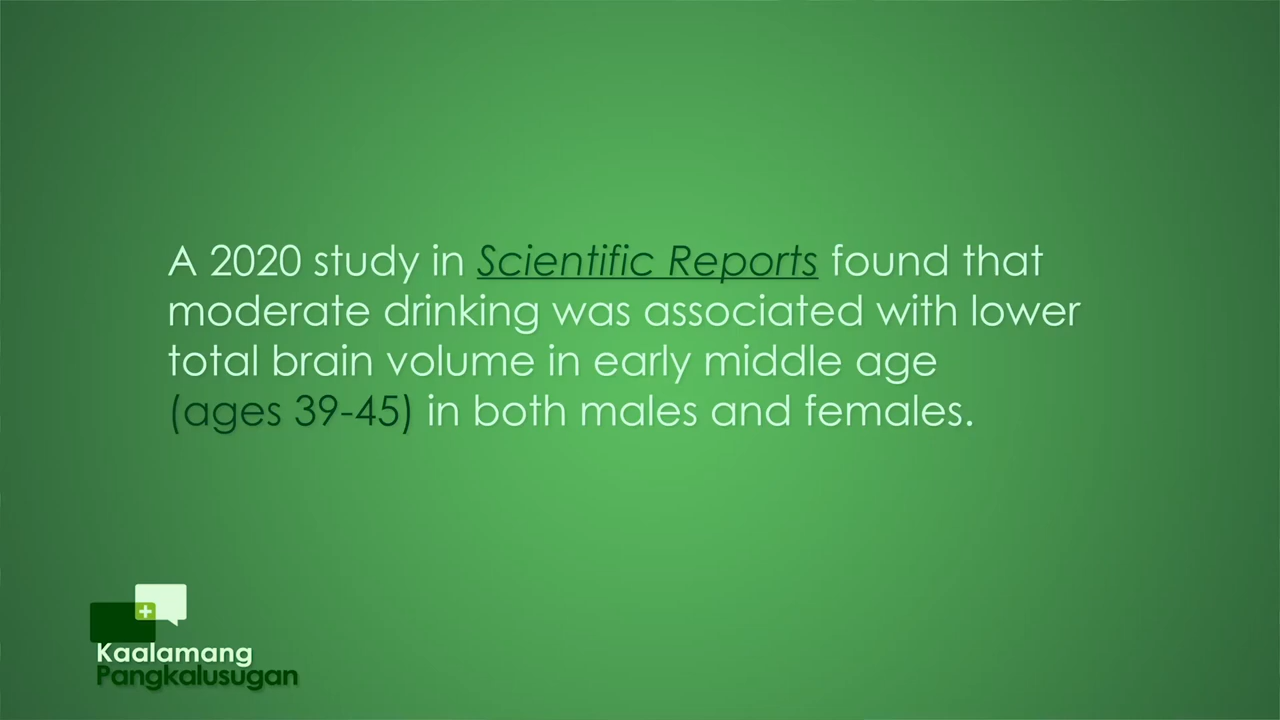 A 2020 study in Scientific Reports found that
moderate drinking was associated with lower
total brain volume in early middle age
(ages 39-45) in both males and females.
Kaalamang
Pangkalusugan